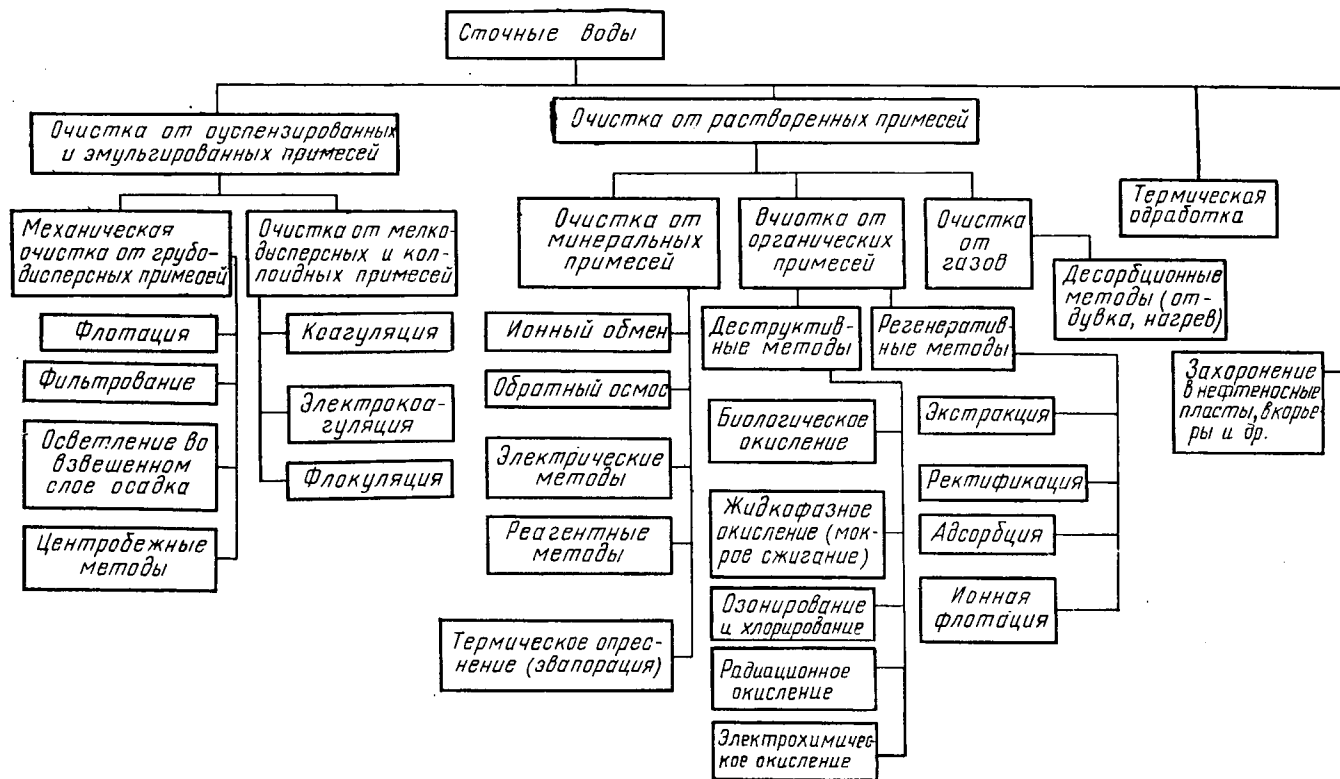 Сточные воды
Очистка от оуспензированных
и эмульгированных примесей
Очистка от растворенных примесей
Термическая
одработка
Механическая
очистка от грубо-
дисперсных примесей
Очистка от мелко-
дисперсных и кол-
лоидных примесей
Очистка от
минеральных
примесей
Вчиотка от
органических
примесей
Очистка
от
газов
Десорбционные
методы (от-
дувка, нагрев)
Флотация
Фильтрование
Осветление во
взвешенном
слое осадка
Центробежные
методы
Коагуляция
Электрокоа-
гуляция
Флокуляция
Ионный обмен
Обратный осмос
Электрические
методы
Реагентные
методы
Термическое опрес-
нение (эвапорация)
Деструктив-
ные методы
Регенератив-
ные методы
Биологическое
окисление
Жидкофазное
окисление (мок-
рое сжигание)
Озонирование
и хлорирование
Радиационное
окисление
Электрохимичес-
кое окисление
Экстракция
Ректификация
Адсорбция
Ионная
флотация
Захоронение
в нефтеносные
пласты, в корье-
ры и др.